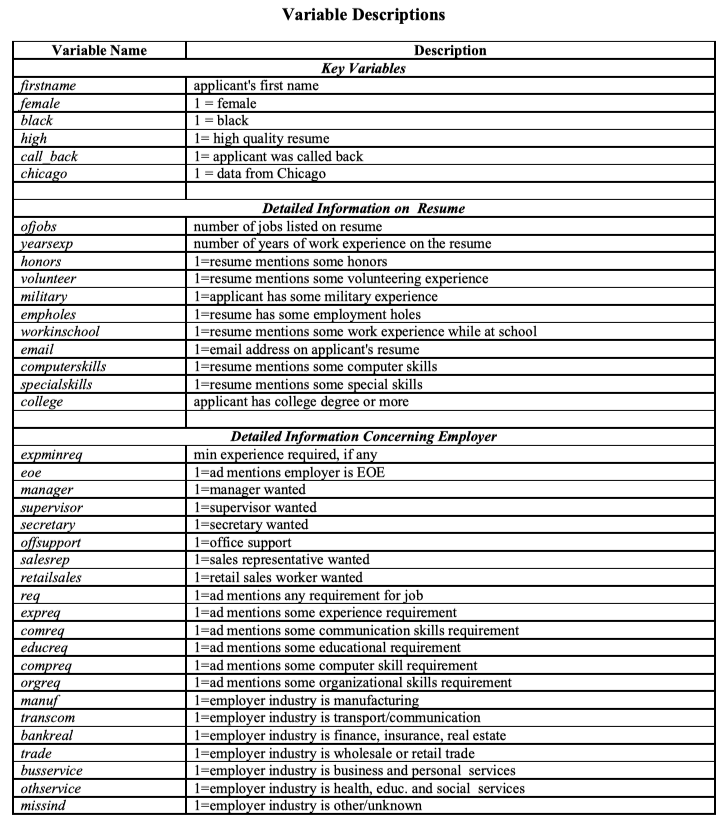 Variable Descriptions
Variable Name Description
Key Variables
firstname applicant's first name
female 1 = female
black 1 = black
high 1= high quality resume
call_back 1= applicant was called back
chicago 1 = data from Chicago
Detailed Information on Resume
ofjobs number of jobs listed on resume
yearsexp number of years of work experience on the resume
honors 1=resume mentions some honors
volunteer 1=resume mentions some volunteering experience
military 1=applicant has some military experience
empholes 1=resume has some employment holes
workinschool 1=resume mentions some work experience while at school
email 1=email address on applicant's resume
computerskills 1=resume mentions some computer skills
specialskills 1=resume mentions some special skills
college applicant has college degree or more
Detailed Information Concerning Employer
expminreq min experience required, if any
eoe 1=ad mentions employer is EOE
manager 1=manager wanted
supervisor 1=supervisor wanted
secretary 1=secretary wanted
offsupport 1=office support
salesrep 1=sales representative wanted
retailsales 1=retail sales worker wanted
req 1=ad mentions any requirement for job
expreq 1=ad mentions some experience requirement
comreq 1=ad mentions some communication skills requirement
educreq 1=ad mentions some educational requirement
compreq 1=ad mentions some computer skill requirement
orgreq 1=ad mentions some organizational skills requirement
manuf 1=employer industry is manufacturing
transcom 1=employer industry is transport/communication
bankreal 1=employer industry is finance, insurance, real estate
trade 1=employer industry is wholesale or retail trade
busservice 1=employer industry is business and personal services
othservice 1=employer industry is health, educ. and social services
missind 1=employer industry is other/unknown